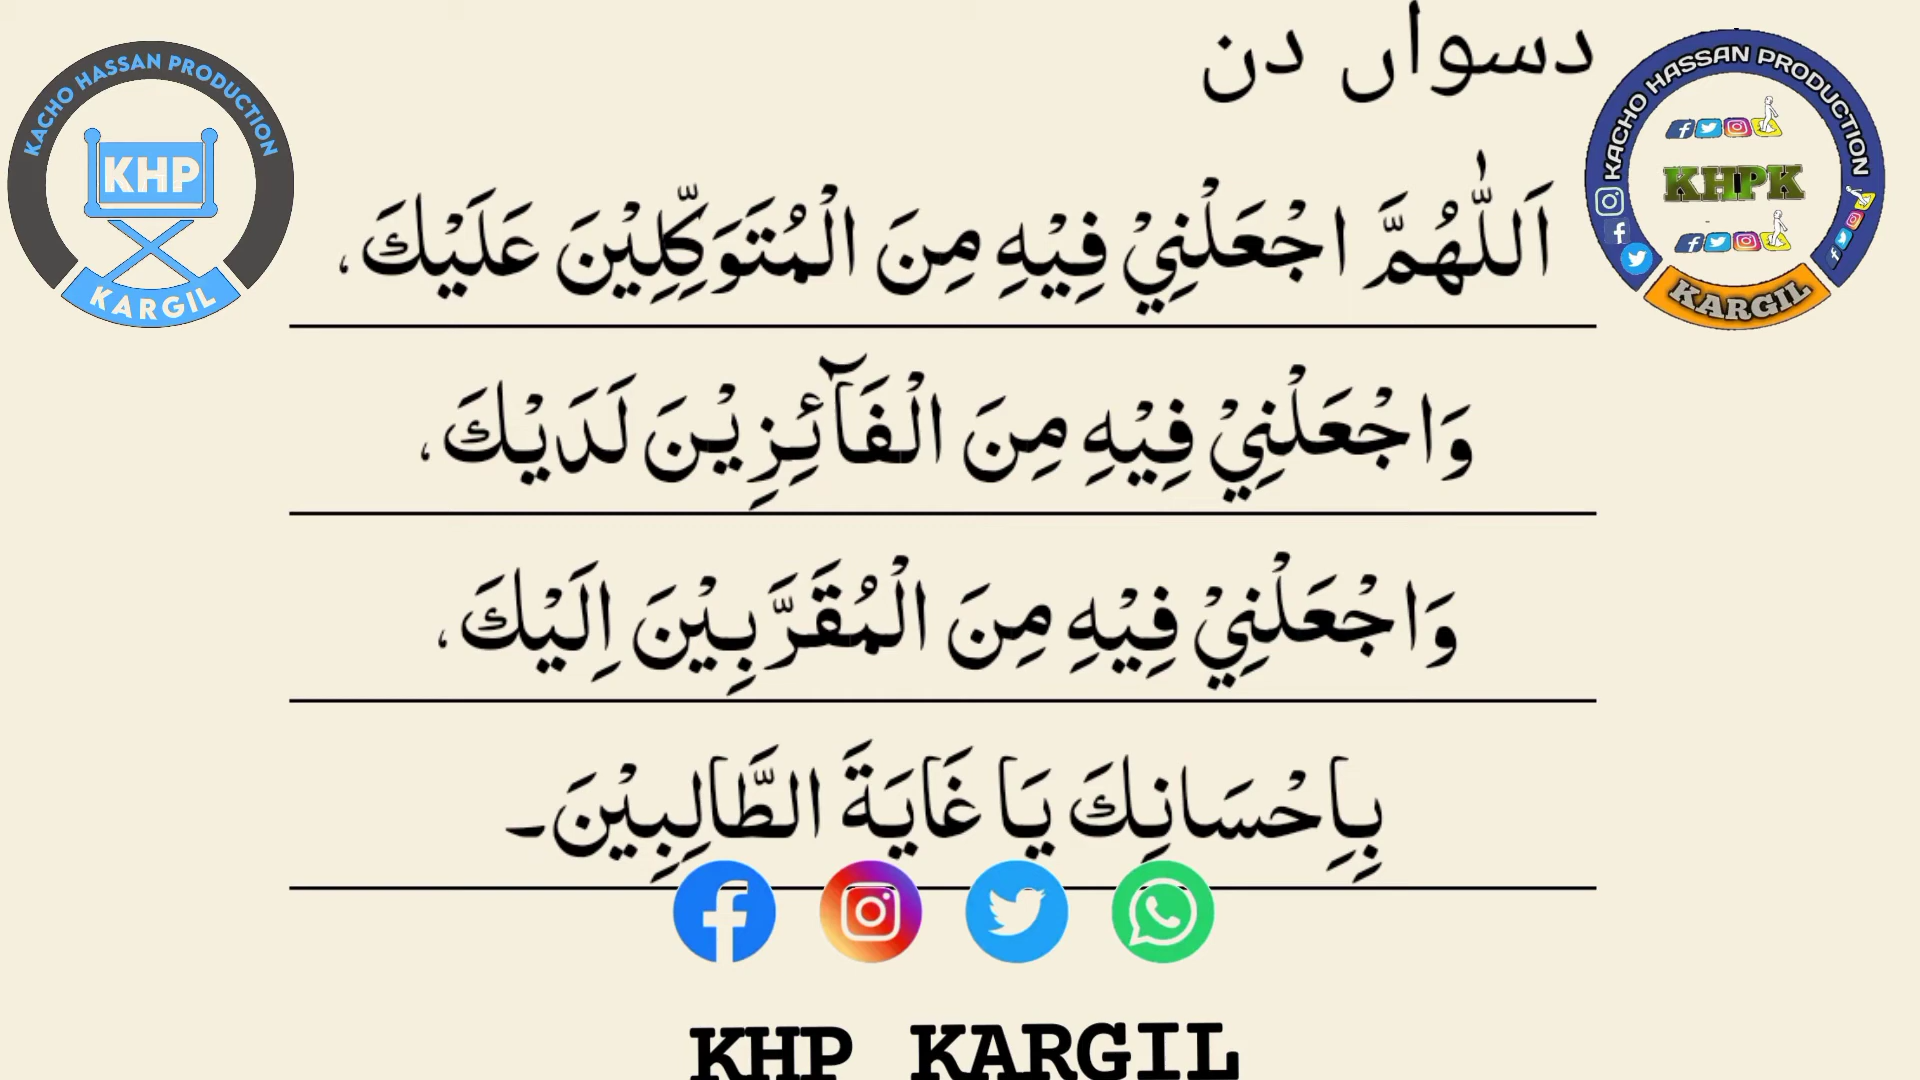 دسواں دن
KACHO HASSAN PRODUCTION
KHP
KARGIL
KACHO HASSAN PRODUCTION
KHPK
KARGIL
اَللّٰهُمَّ اجْعَلْنِيْ فِيْهِ مِنَ الْمُتَوَكِّلِيْنَ عَلَيْكَ،
وَاجْعَلْنِيْ فِيْهِ مِنَ الْفَآئِزِيْنَ لَدَيْكَ،
وَاجْعَلْنِيْ فِيْهِ مِنَ الْمُقَرَّبِيْنَ اِلَيْكَ،
بِاِحْسَانِكَ يَا غَايَةَ الطَّالِبِيْنَ۔
KHP KARGIL